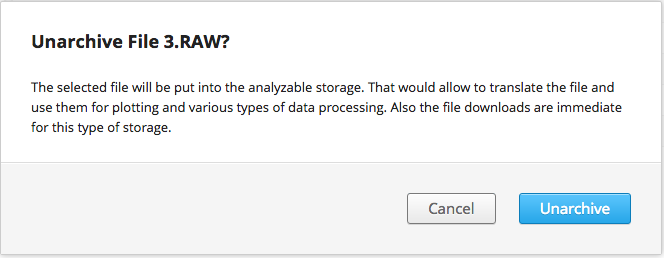 Unarchive File 3.RAW?
The selected file will be put into the analyzable storage. That would allow to translate the file and
use them for plotting and various types of data processing. Also the file downloads are immediate
for this type of storage.
Cancel
Unarchive